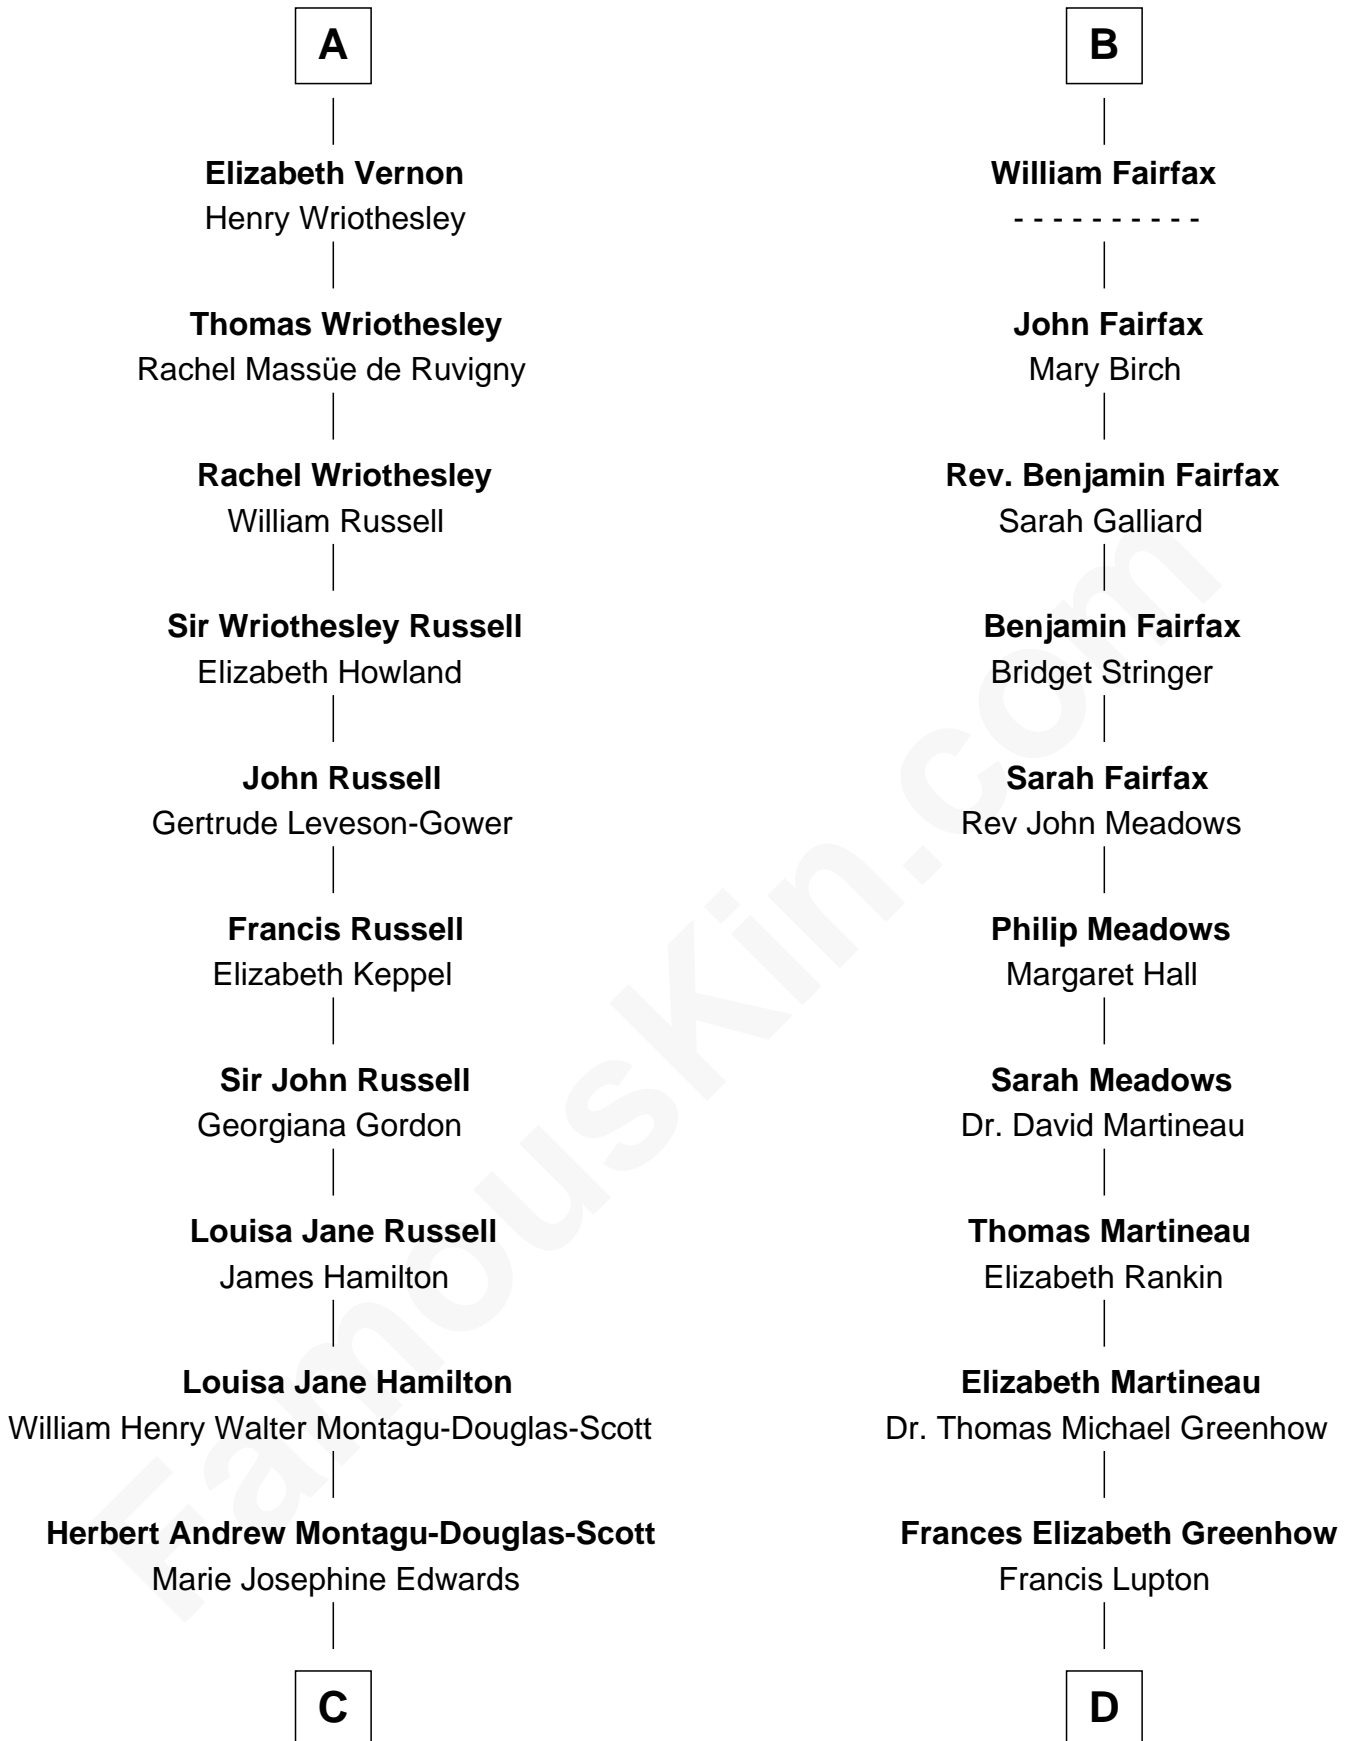 A
Elizabeth Vernon
Henry Wriothesley
Thomas Wriothesley
Rachel Massüe de Ruvigny
Rachel Wriothesley
William Russell
Sir Wriothesley Russell
Elizabeth Howland
John Russell
Gertrude Leveson-Gower
Francis Russell
Elizabeth Keppel
Sir John Russell
Georgiana Gordon
Louisa Jane Russell
James Hamilton
Louisa Jane Hamilton
William Henry Walter Montagu-Douglas-Scott
Herbert Andrew Montagu-Douglas-Scott
Marie Josephine Edwards
C
B
William Fairfax
- - - - - - - - - -
John Fairfax
Mary Birch
Rev. Benjamin Fairfax
Sarah Galliard
Benjamin Fairfax
Bridget Stringer
Sarah Fairfax
Rev John Meadows
Philip Meadows
Margaret Hall
Sarah Meadows
Dr. David Martineau
Thomas Martineau
Elizabeth Rankin
Elizabeth Martineau
Dr. Thomas Michael Greenhow
Frances Elizabeth Greenhow
Francis Lupton
D
FamousKin.com